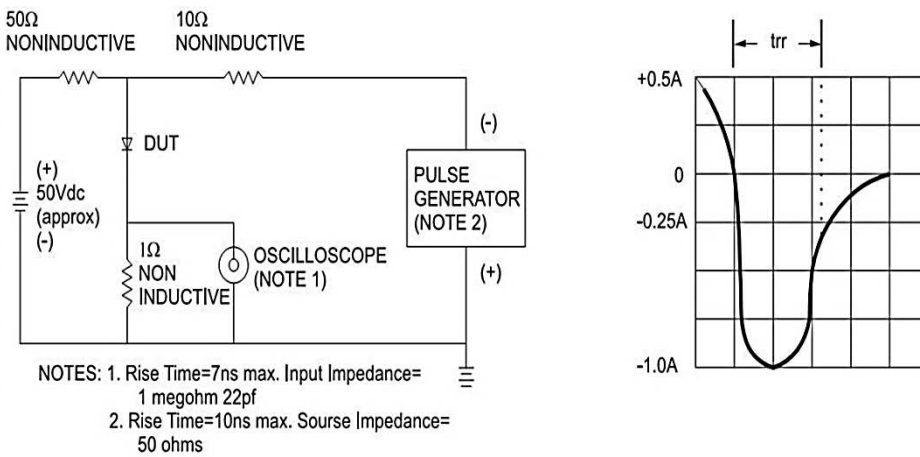 50Ω
NONINDUCTIVE
10Ω
NONINDUCTIVE
DUT
(+)
50Vdc
(approx)
(-)
1Ω
NON
INDUCTIVE
OSCILLOSCOPE
(NOTE 1)
(-)
PULSE
GENERATOR
(NOTE 2)
(+)
NOTES: 1. Rise Time=7ns max. Input Impedance=
1 megohm 22pf
2. Rise Time=10ns max. Sourse Impedance=
50 ohms
trr
+0.5A
0
-0.25A
-1.0A